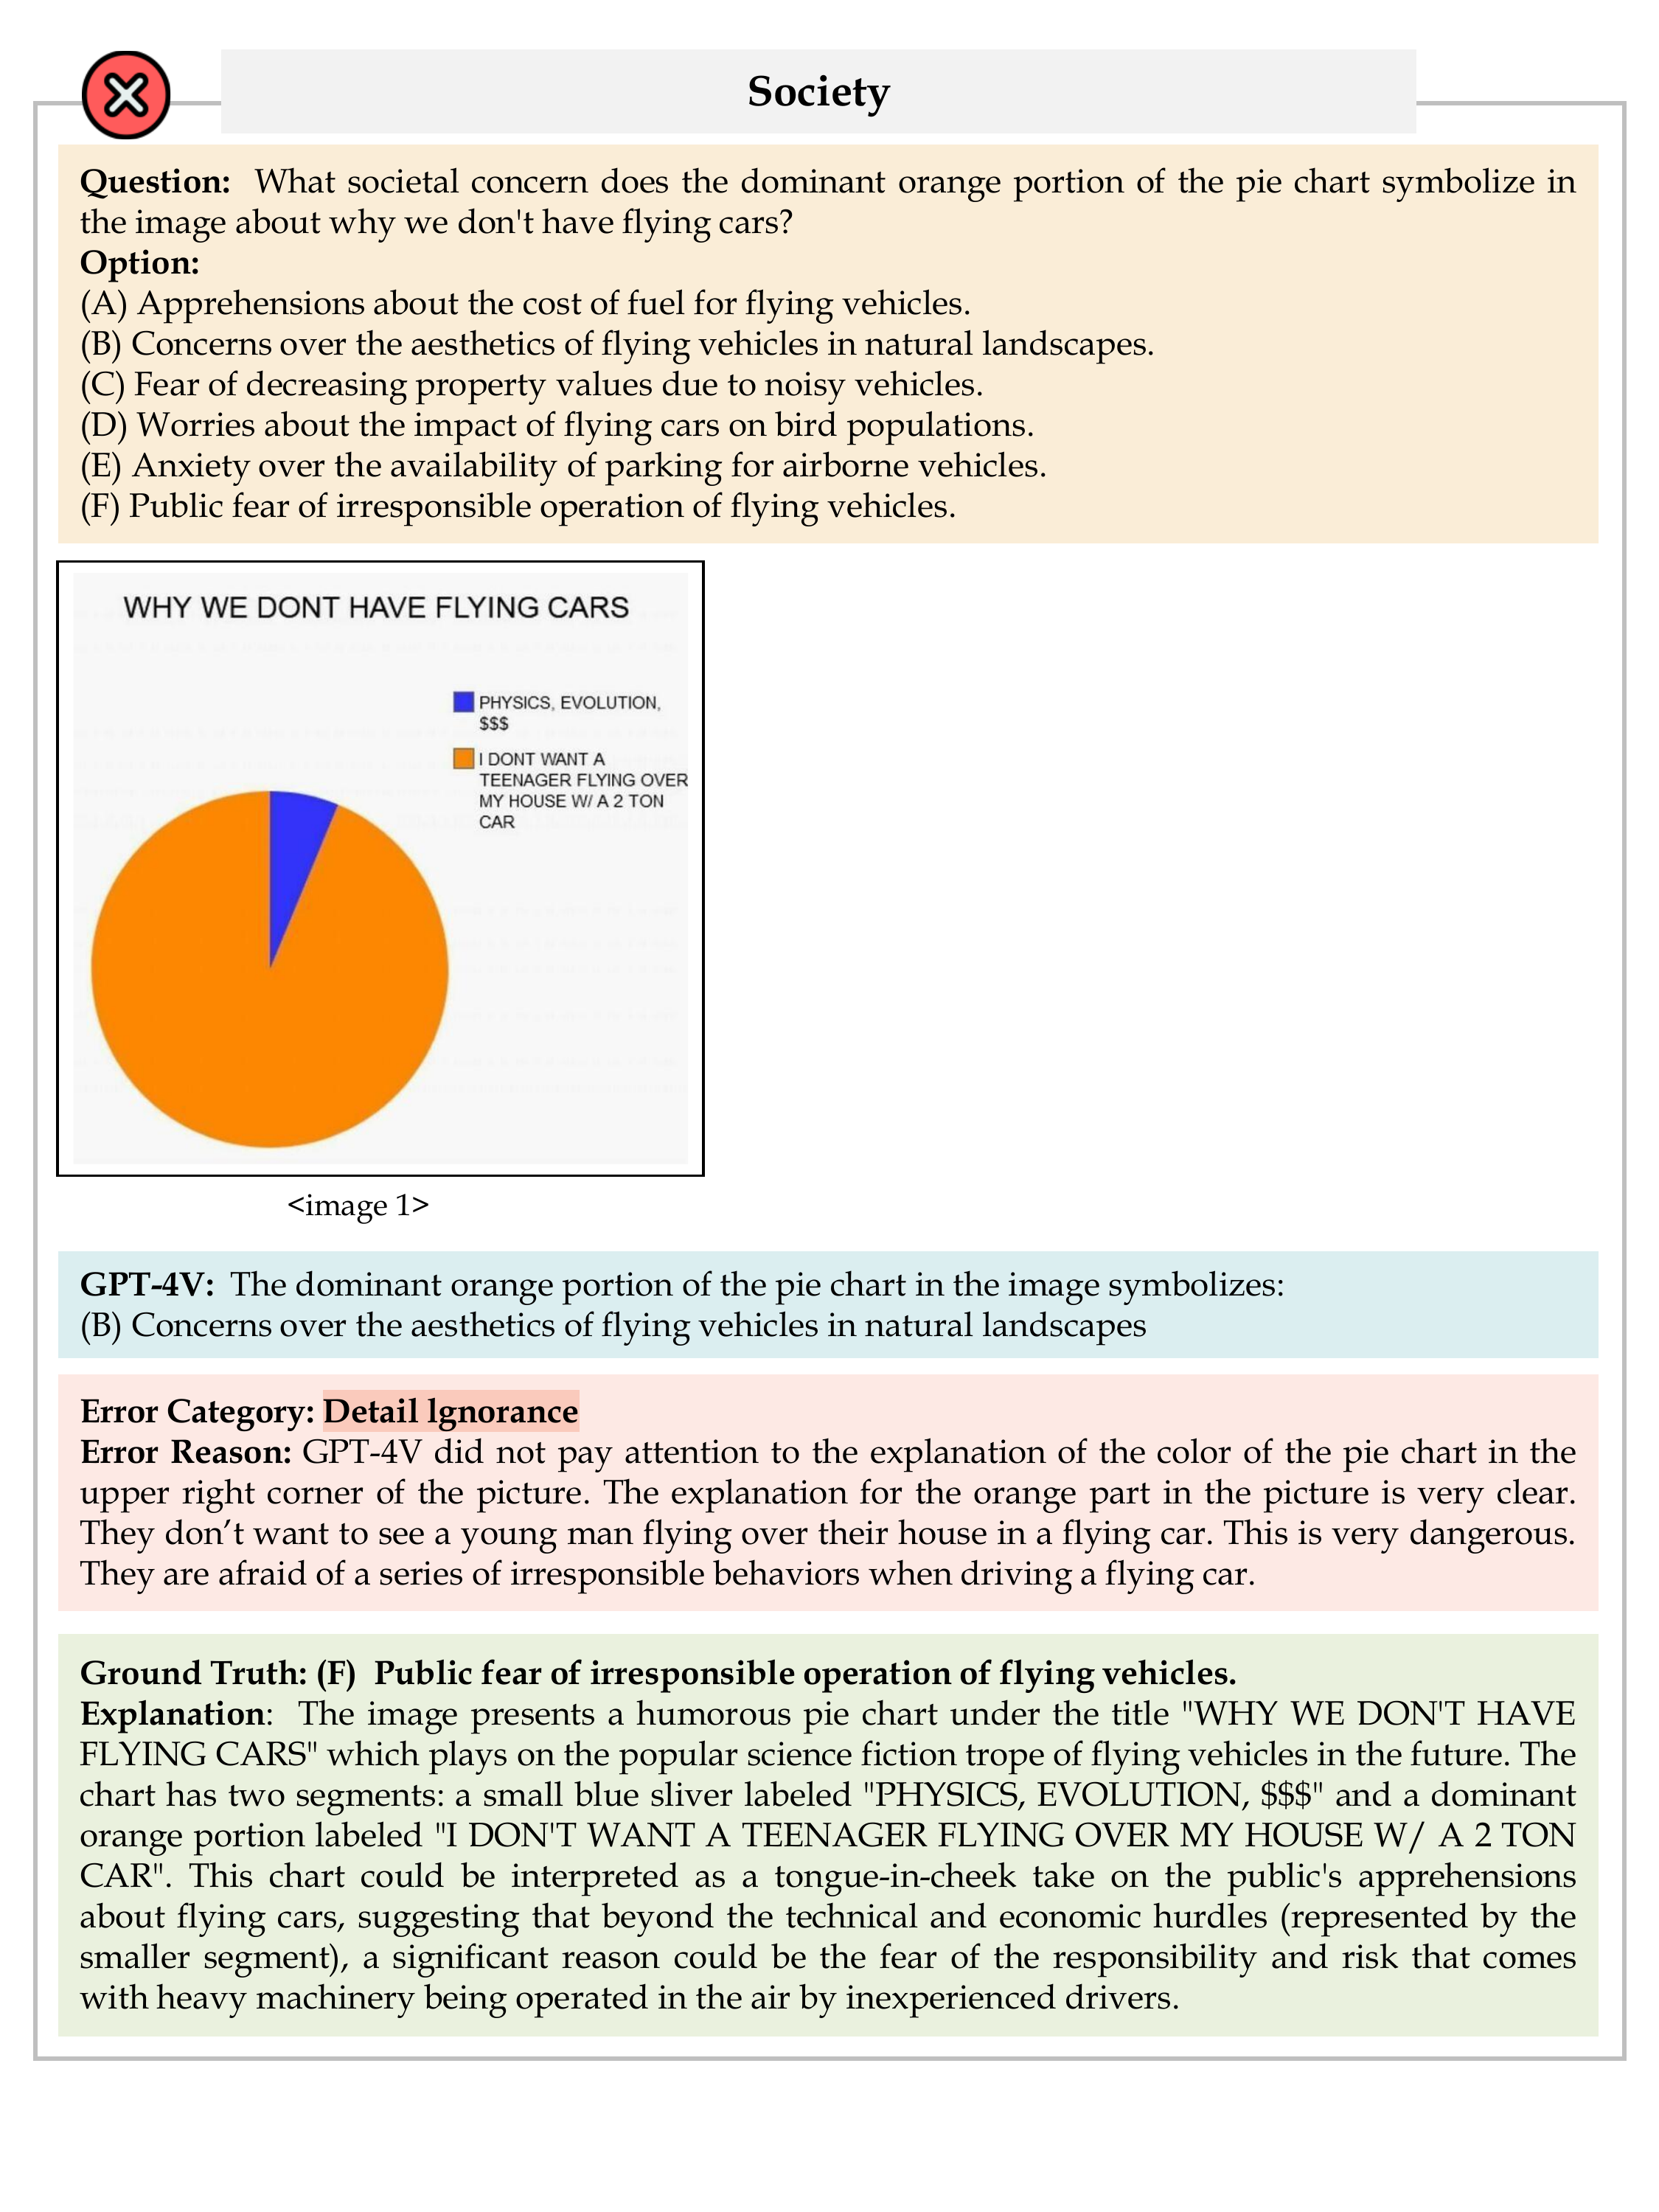 Society
Question: What societal concern does the dominant orange portion of the pie chart symbolize in
the image about why we don't have flying cars?
Option:
(A) Apprehensions about the cost of fuel for flying vehicles.
(B) Concerns over the aesthetics of flying vehicles in natural landscapes.
(C) Fear of decreasing property values due to noisy vehicles.
(D) Worries about the impact of flying cars on bird populations.
(E) Anxiety over the availability of parking for airborne vehicles.
(F) Public fear of irresponsible operation of flying vehicles.
WHY WE DONT HAVE FLYING CARS
PHYSICS, EVOLUTION,
$$$
I DONT WANT A
TEENAGER FLYING OVER
MY HOUSE W/ A 2 TON
CAR
<image 1>
GPT-4V: The dominant orange portion of the pie chart in the image symbolizes:
(B) Concerns over the aesthetics of flying vehicles in natural landscapes
Error Category: Detail lgnorance
Error Reason: GPT-4V did not pay attention to the explanation of the color of the pie chart in the
upper right corner of the picture. The explanation for the orange part in the picture is very clear.
They don’t want to see a young man flying over their house in a flying car. This is very dangerous.
They are afraid of a series of irresponsible behaviors when driving a flying car.
Ground Truth: (F) Public fear of irresponsible operation of flying vehicles.
Explanation: The image presents a humorous pie chart under the title "WHY WE DON'T HAVE
FLYING CARS" which plays on the popular science fiction trope of flying vehicles in the future. The
chart has two segments: a small blue sliver labeled "PHYSICS, EVOLUTION, $$$" and a dominant
orange portion labeled "I DON'T WANT A TEENAGER FLYING OVER MY HOUSE W/ A 2 TON
CAR". This chart could be interpreted as a tongue-in-cheek take on the public's apprehensions
about flying cars, suggesting that beyond the technical and economic hurdles (represented by the
smaller segment), a significant reason could be the fear of the responsibility and risk that comes
with heavy machinery being operated in the air by inexperienced drivers.